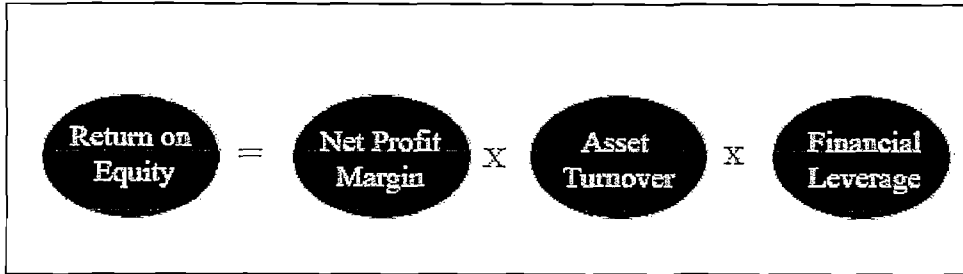 Return on
Equity
=
Net Profit
Margin
X
Asset
Turnover
x
Financial
Leverage